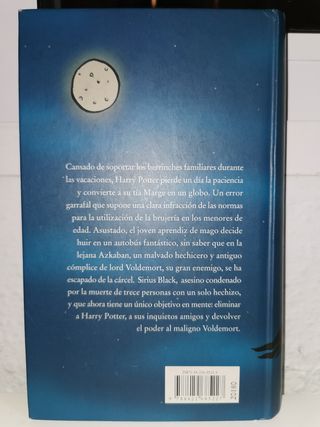 Cansado de soportar los berrinches familiares durante
las vacaciones, Harry Potter pierde un día la paciencia
y convierte a su tía Marge en un globo. Un error
garrafal que supone una clara infracción de las normas
para la utilización de la brujería en los menores de
edad. Asustado, el joven aprendiz de mago decide
huir en un autobús fantástico, sin saber que en la
lejana Azkaban, un malvado hechicero y antiguo
cómplice de lord Voldemort, su gran enemigo, se ha
escapado de la cárcel. Sirius Black, asesino condenado
por la muerte de trece personas con un solo hechizo,
y que ahora tiene un único objetivo en mente: eliminar
a Harry Potter, a sus inquietos amigos y devolver
el poder al maligno Voldemort.
20180